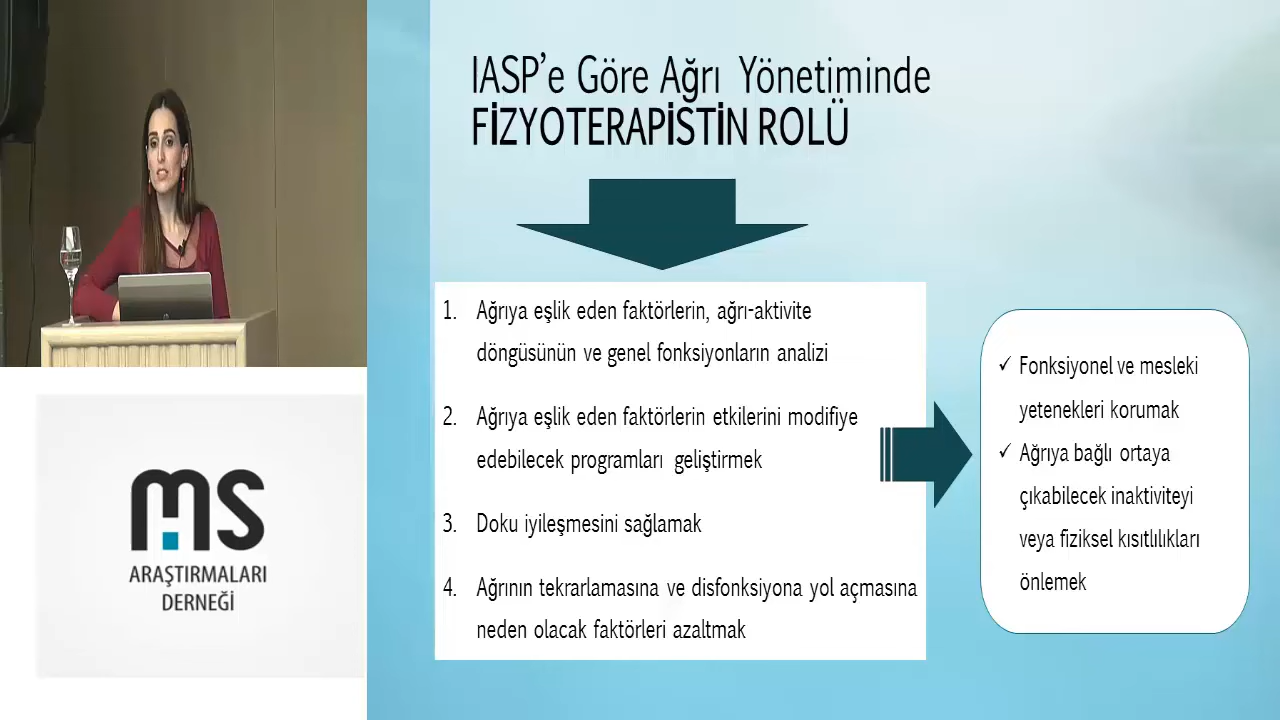 IASP’e Göre Ağrı Yönetiminde
FİZYOTERAPİSTİN ROLÜ
1. Ağrıya eşlik eden faktörlerin, ağrı-aktivite
döngüsünün ve genel fonksiyonların analizi
2. Ağrıya eşlik eden faktörlerin etkilerini modifiye
edebilecek programları geliştirmek
3. Doku iyileşmesini sağlamak
4. Ağrının tekrarlamasına ve disfonksiyona yol açmasına
neden olacak faktörleri azaltmak
✓ Fonksiyonel ve mesleki
yetenekleri korumak
✓ Ağrıya bağlı ortaya
çıkabilecek inaktiviteyi
veya fiziksel kısıtlılıkları
önlemek
ms
ARAŞTIRMALARI
DERNEĞİ